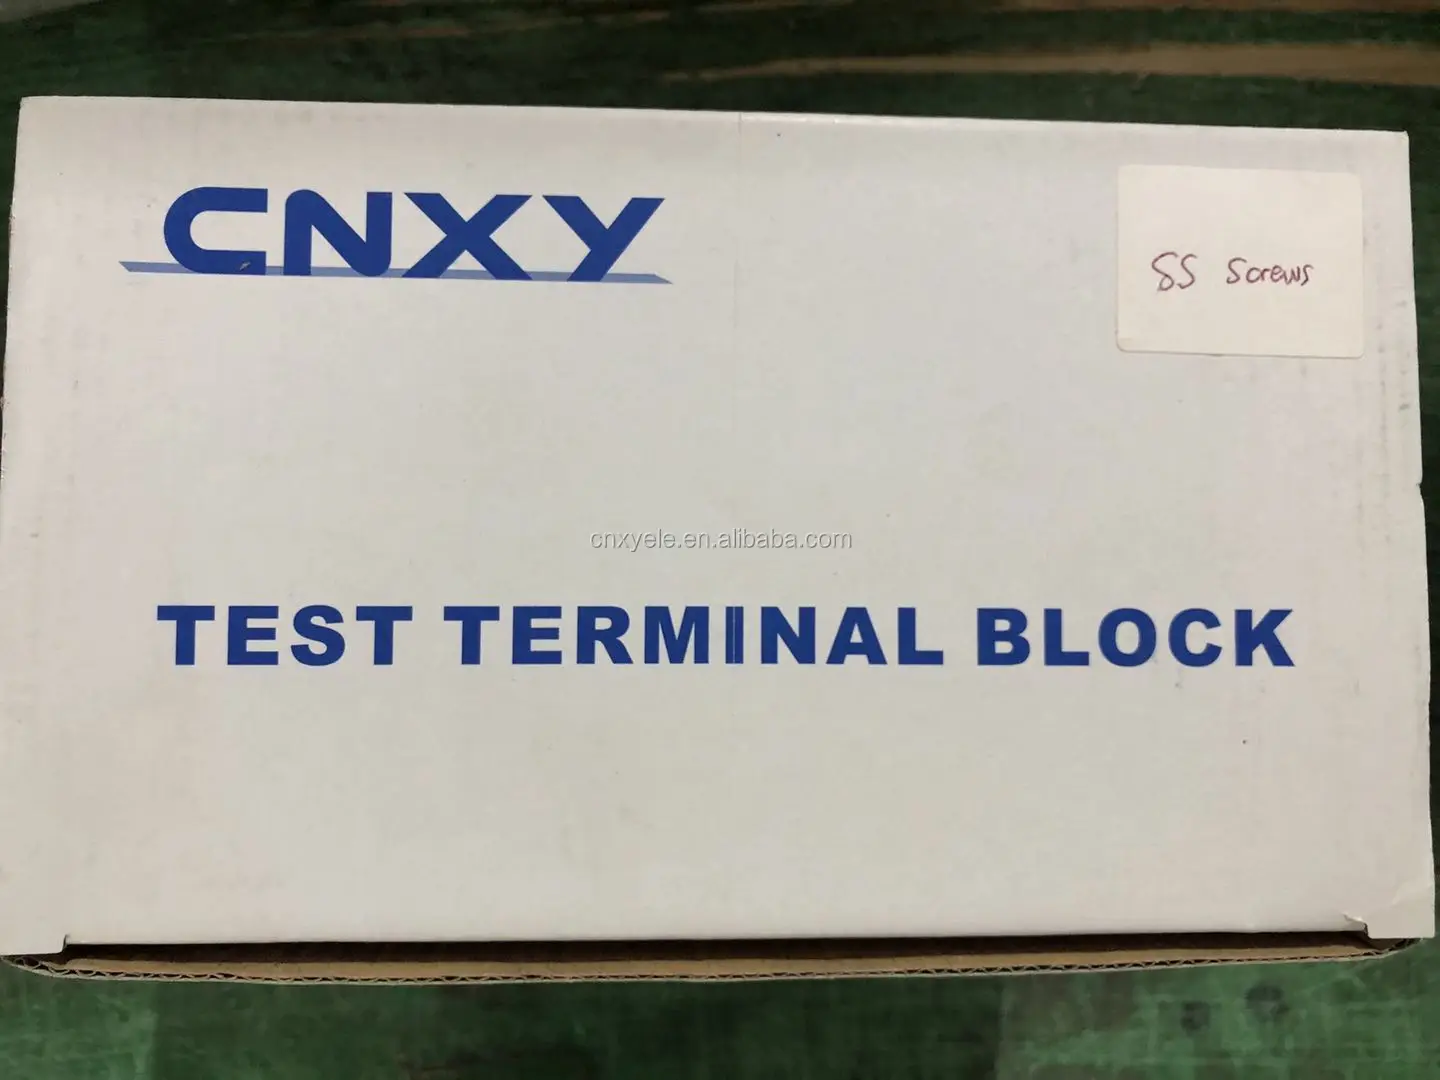 CNXY
SS Screws
cnxyele.en.alibaba.com
TEST TERMINAL BLOCK